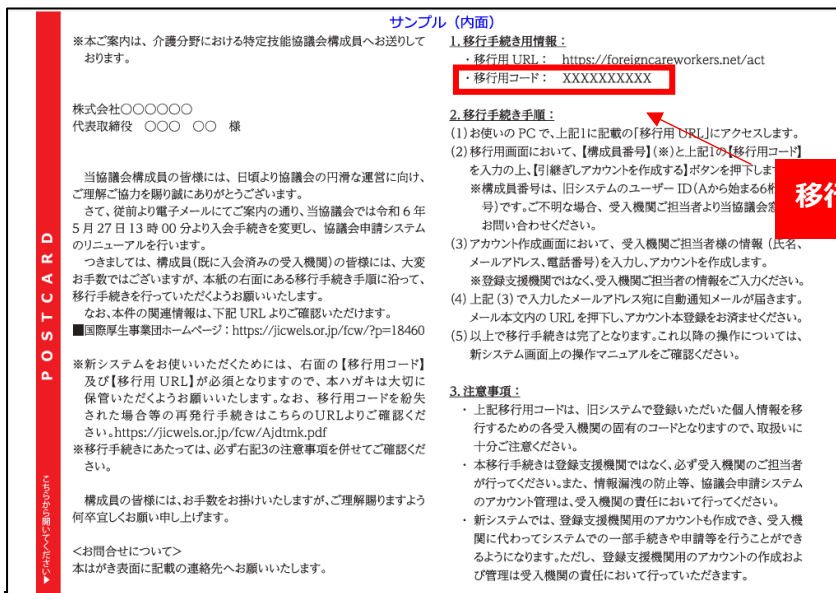 サンプル（内面）
POSTCARD
こちらから開いてください▶
※本ご案内は、介護分野における特定技能協議会構成員へお送りして
おります。
株式会社〇〇〇〇〇〇
代表取締役　〇〇〇　〇〇　様
当協議会構成員の皆様には、日頃より協議会の円滑な運営に向け、
ご理解ご協力を賜り誠にありがとうございます。
さて、従前より電子メールにてご案内の通り、当協議会では令和 6 年
5 月 27 日 13 時 00 分より入会手続きを変更し、協議会申請システム
のリニューアルを行います。
つきましては、構成員(既に入会済みの受入機関)の皆様には、大変
お手数ではございますが、本紙の右面にある移行手続き手順に沿って、
移行手続きを行っていただくようお願いいたします。
なお、本件の関連情報は、下記 URL よりご確認いただけます。
■国際厚生事業団ホームページ：https://jicwels.or.jp/fcw/?p=18460
※新システムをお使いいただくためには、右面の【移行用コード】
及び【移行用 URL】が必須となりますので、本ハガキは大切に
保管いただくようお願いいたします。なお、移行用コードを紛失
された場合等の再発行手続きはこちらのURLよりご確認くだ
さい。https://jicwels.or.jp/fcw/Ajdtmk.pdf
※移行手続きにあたっては、必ず右記3の注意事項を併せてご確認くだ
さい。
構成員の皆様には、お手数をお掛けいたしますが、ご理解賜りますよう
何卒宜しくお願い申し上げます。
<お問合せについて>
本はがき表面に記載の連絡先へお願いいたします。
1. 移行手続き用情報：
・移行用 URL： https://foreigncareworkers.net/act
・移行用コード： XXXXXXXXXX
2. 移行手続き手順：
(1) お使いの PC で、上記1に記載の「移行用 URL」にアクセスします。
(2) 移行用画面において、【構成員番号】(※)と上記1の【移行用コード】
を入力の上、【引継ぎしアカウントを作成する】ボタンを押下しま
※構成員番号は、旧システムのユーザー ID(Aから始まる6桁
号)です。ご不明な場合、受入機関ご担当者より当協議会窓
お問い合わせください。
移行
(3) アカウント作成画面において、受入機関ご担当者様の情報 (氏名、
メールアドレス、電話番号)を入力し、アカウントを作成します。
※登録支援機関ではなく、受入機関ご担当者の情報をご入力ください。
(4) 上記 (3) で入力したメールアドレス宛に自動通知メールが届きます。
メール本文内の URL を押下し、アカウント本登録をお済ませください。
(5) 以上で移行手続きは完了となります。これ以降の操作については、
新システム画面上の操作マニュアルをご確認ください。
3. 注意事項：
・ 上記移行用コードは、旧システムで登録いただいた個人情報を移
行するための各受入機関の固有のコードとなりますので、取扱いに
十分ご注意ください。
・ 本移行手続きは登録支援機関ではなく、必ず受入機関のご担当者
が行ってください。また、情報漏洩の防止等、協議会申請システム
のアカウント管理は、受入機関の責任において行ってください。
・ 新システムでは、登録支援機関用のアカウントも作成でき、受入機
関に代わってシステムでの一部手続きや申請等を行うことができ
るようになります。ただし、登録支援機関用のアカウントの作成およ
び管理は受入機関の責任において行っていただきます。